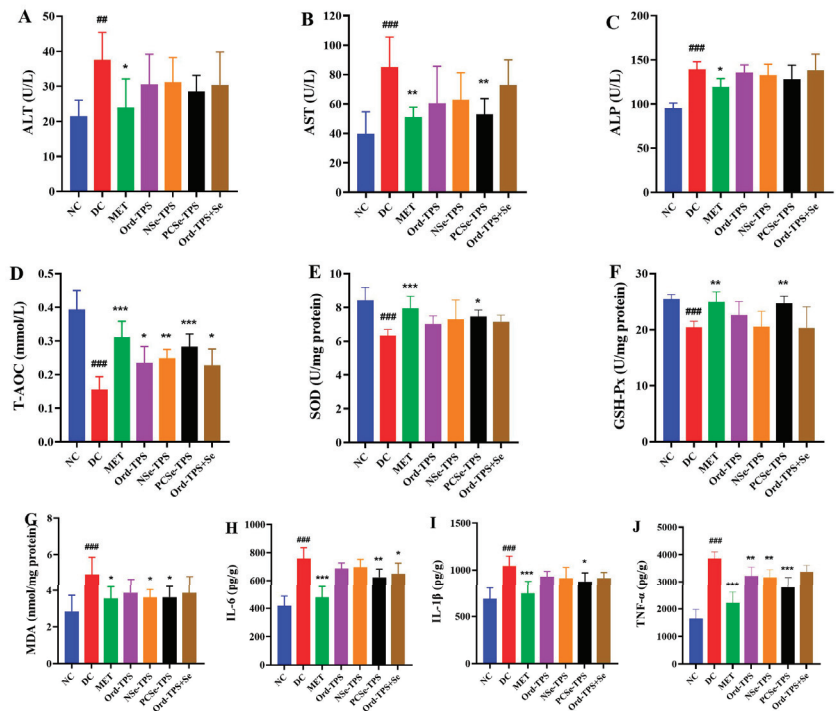 A
ALT (U/L)
50
40
30
20
10
0
##
*
NC
DC
MET
Ord-TPS
NSe-TPS
PCSe-TPS
Ord-TPS+Se
B
AST (U/L)
120
100
80
60
40
20
0
###
**
**
NC
DC
MET
Ord-TPS
NSe-TPS
PCSe-TPS
Ord-TPS+Se
C
ALP (U/L)
200
150
100
50
0
###
*
NC
DC
MET
Ord-TPS
NSe-TPS
PCSe-TPS
Ord-TPS+Se
D
T-AOC (mmol/L)
0.5
0.4
0.3
0.2
0.1
0.0
###
***
*
**
***
*
NC
DC
MET
Ord-TPS
NSe-TPS
PCSe-TPS
Ord-TPS+Se
E
SOD (U/mg protein)
10
8
6
4
2
0
###
***
*
NC
DC
MET
Ord-TPS
NSe-TPS
PCSe-TPS
Ord-TPS+Se
F
GSH-Px (U/mg protein)
30
20
10
0
###
**
**
NC
DC
MET
Ord-TPS
NSe-TPS
PCSe-TPS
Ord-TPS+Se
G
MDA (nmol/mg protein)
8
6
4
2
0
###
*
*
*
NC
DC
MET
Ord-TPS
NSe-TPS
PCSe-TPS
Ord-TPS+Se
H
IL-6 (pg/g)
1000
800
600
400
200
0
###
***
**
*
NC
DC
MET
Ord-TPS
NSe-TPS
PCSe-TPS
Ord-TPS+Se
I
IL-1β (pg/g)
1500
1000
500
0
###
***
*
NC
DC
MET
Ord-TPS
NSe-TPS
PCSe-TPS
Ord-TPS+Se
J
TNF-α (pg/g)
5000
4000
3000
2000
1000
0
###
***
**
**
***
NC
DC
MET
Ord-TPS
NSe-TPS
PCSe-TPS
Ord-TPS+Se